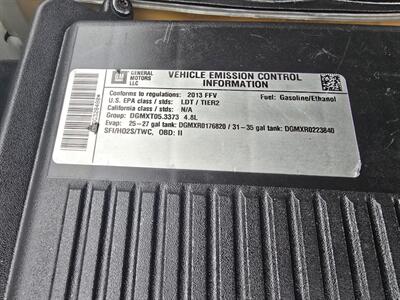 GM
GENERAL
MOTORS
LLC
VEHICLE EMISSION CONTROL
INFORMATION
Conforms to regulations: 2013 FFV Fuel: Gasoline/Ethanol
U.S. EPA class / stds: LDT / TIER2
California class / stds: N/A
Group: DGMXT05.3373 4.8L
Evap: 25-27 gal tank: DGMXR0176820 / 31-35 gal tank: DGMXR0223840
SFI/HO2S/TWC, OBD: II